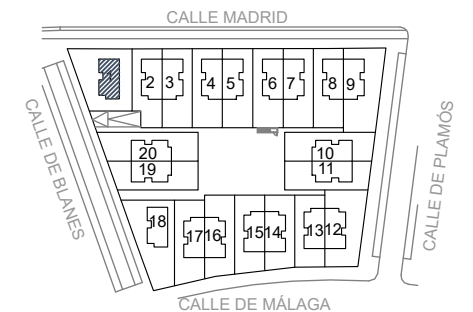 CALLE MADRID
1 2 3 4 5 6 7 8 9
CALLE DE BLANES
CALLE DE PLAMÓS
20 10
19 11
18 17 16 15 14 13 12
CALLE DE MÁLAGA